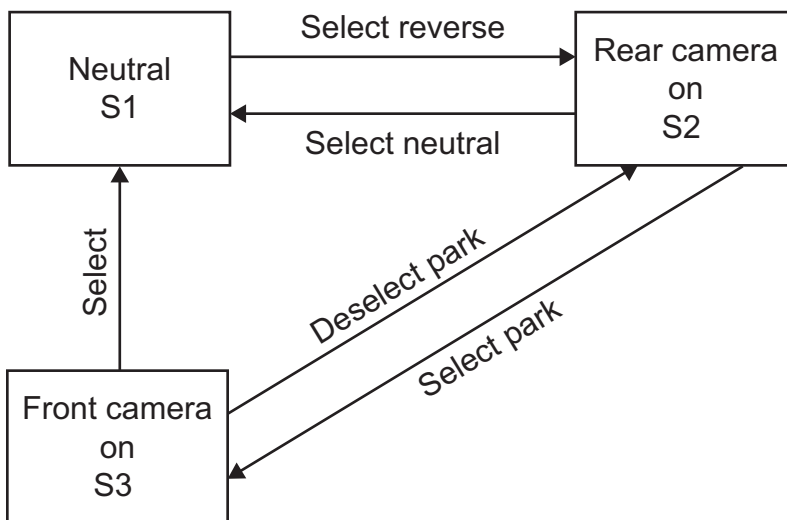 Neutral
S1
Select reverse
Rear camera
on
S2
Select neutral
Select
Deselect park
Select park
Front camera
on
S3